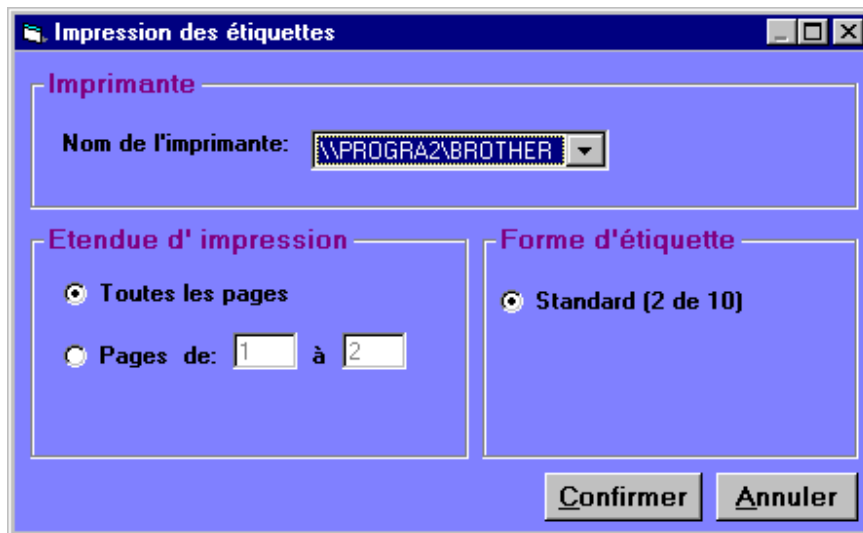 Impression des étiquettes
Imprimante
Nom de l'imprimante: \\PROGRA2\BROTHER
Etendue d' impression
Toutes les pages
Pages de: 1 à 2
Forme d'étiquette
Standard (2 de 10)
Confirmer Annuler